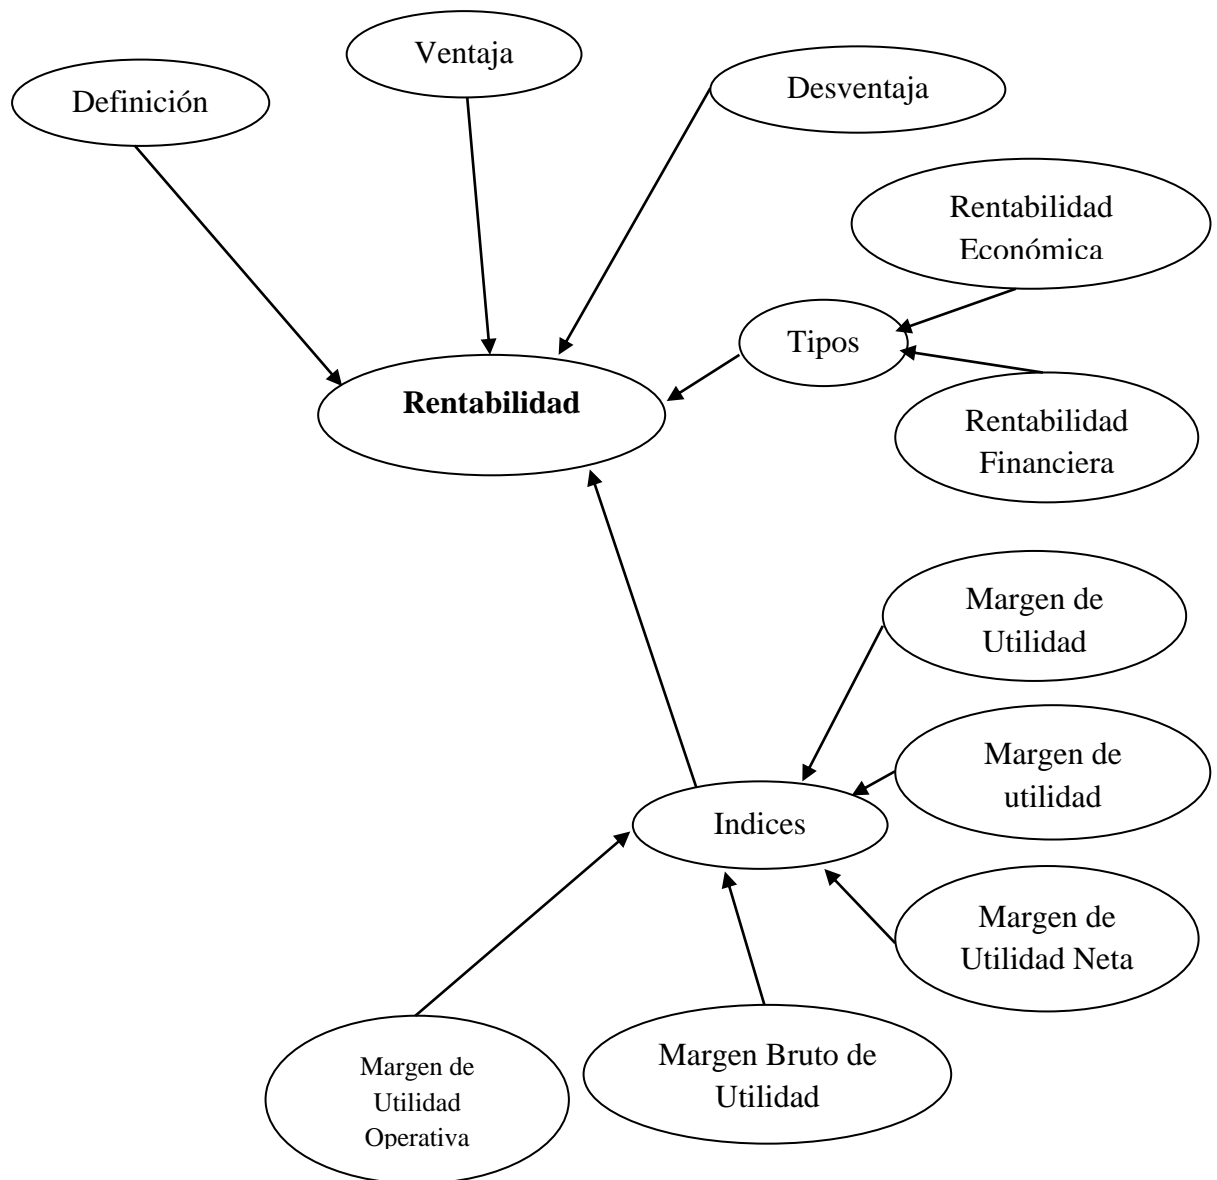 Ventaja
Definición
Desventaja
Rentabilidad
Económica
Tipos
Rentabilidad
Rentabilidad
Financiera
Margen de
Utilidad
Margen de
utilidad
Indices
Margen de
Utilidad Neta
Margen Bruto de
Utilidad
Margen de
Utilidad
Operativa